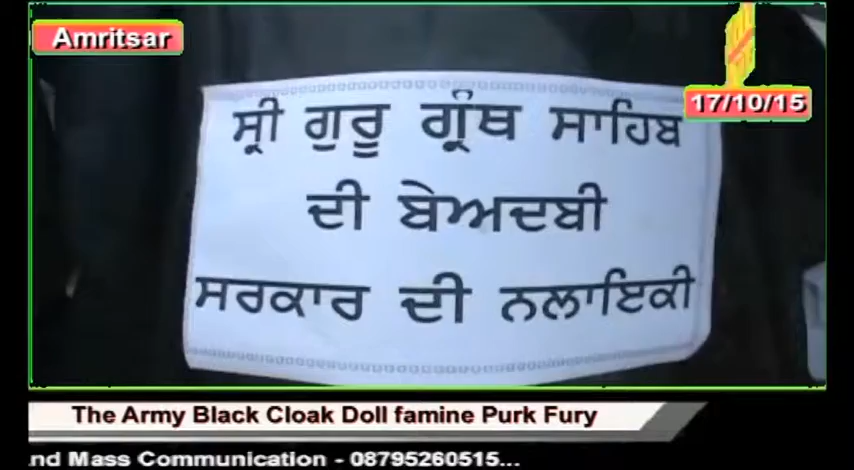 Amritsar
17/10/15
ਸ੍ਰੀ ਗੁਰੂ ਗ੍ਰੰਥ ਸਾਹਿਬ
ਦੀ ਬੇਅਦਬੀ
ਸਰਕਾਰ ਦੀ ਨਲਾਇਕੀ
The Army Black Cloak Doll famine Purk Fury
nd Mass Communication - 08795260515...